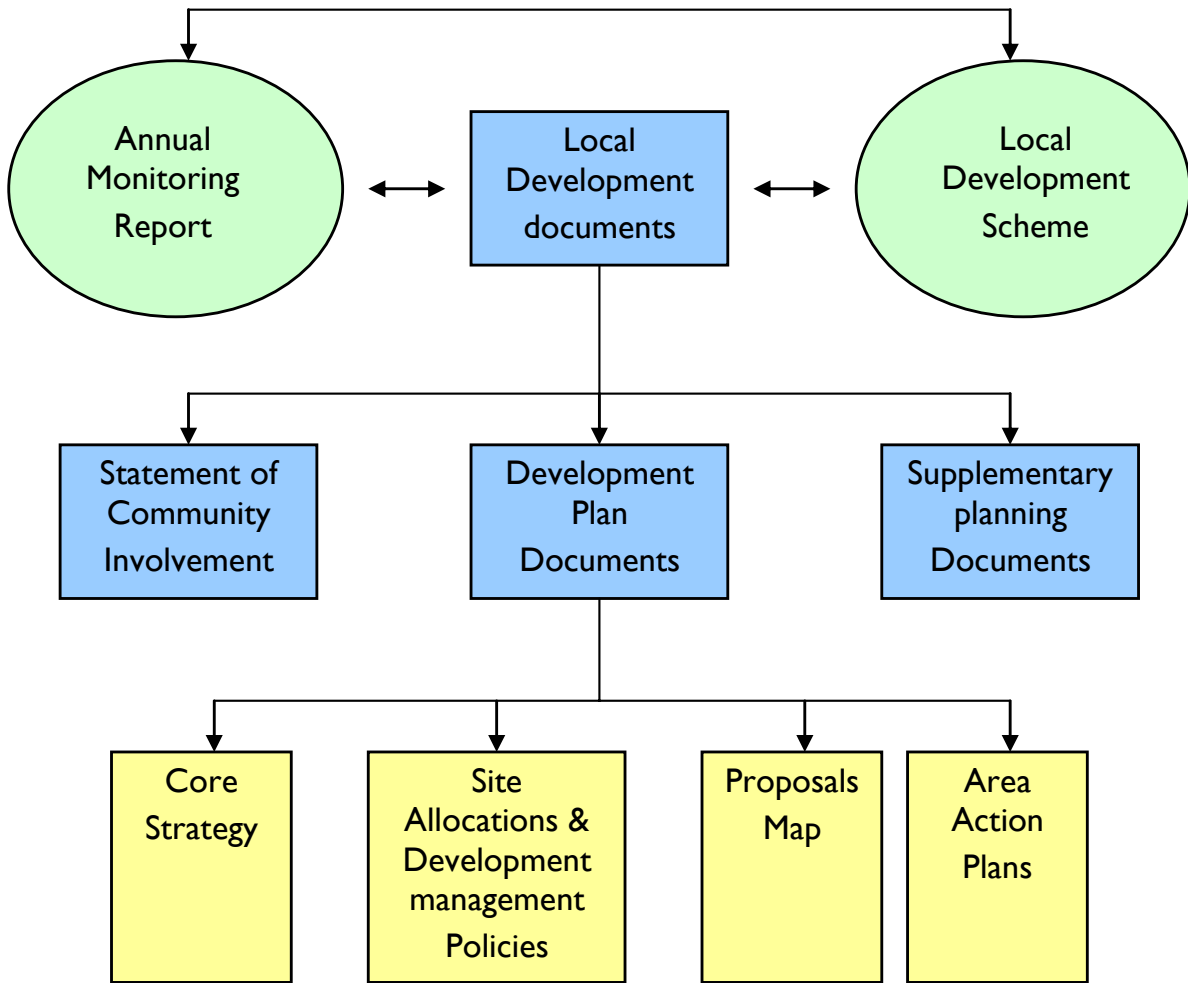 Annual
Monitoring
Report
Local
Development
documents
Local
Development
Scheme
Statement of
Community
Involvement
Development
Plan
Documents
Supplementary
planning
Documents
Core
Strategy
Site
Allocations &
Development
management
Policies
Proposals
Map
Area
Action
Plans